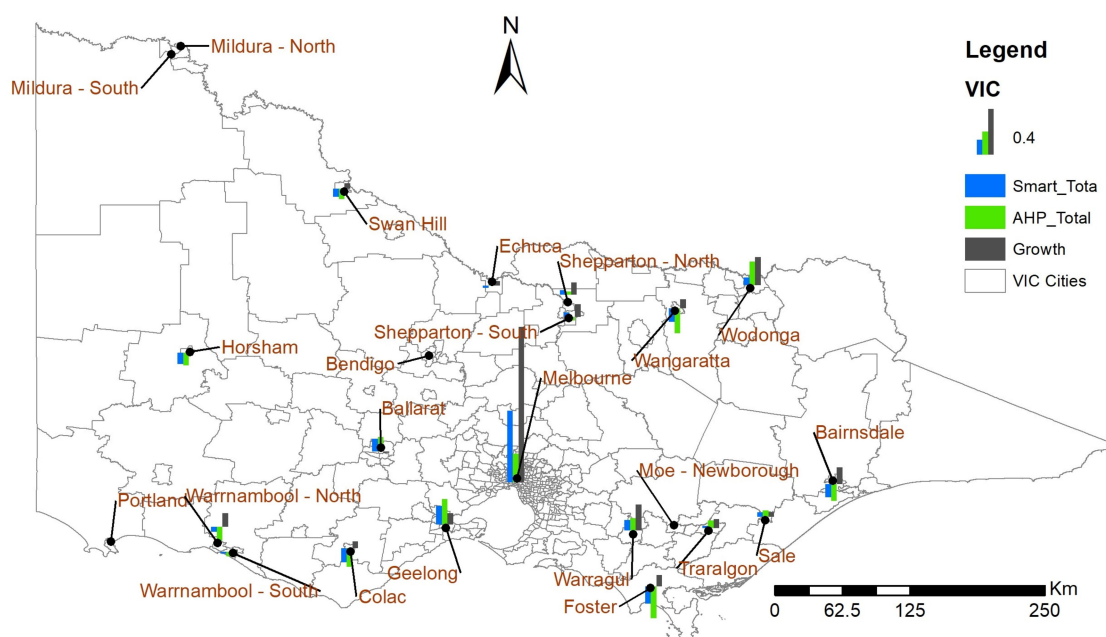 N
Mildura - North
Mildura - South
Legend
VIC
0.4
Smart_Tota
AHP_Total
Growth
VIC Cities
Swan Hill
Echuca
Shepparton - North
Shepparton - South
Wodonga
Wangaratta
Horsham
Bendigo
Melbourne
Ballarat
Bairnsdale
Moe - Newborough
Warrnambool - North
Portland
Sale
Traralgon
Geelong
Warragul
Warrnambool - South
Colac
Foster
Km
0 62.5 125 250